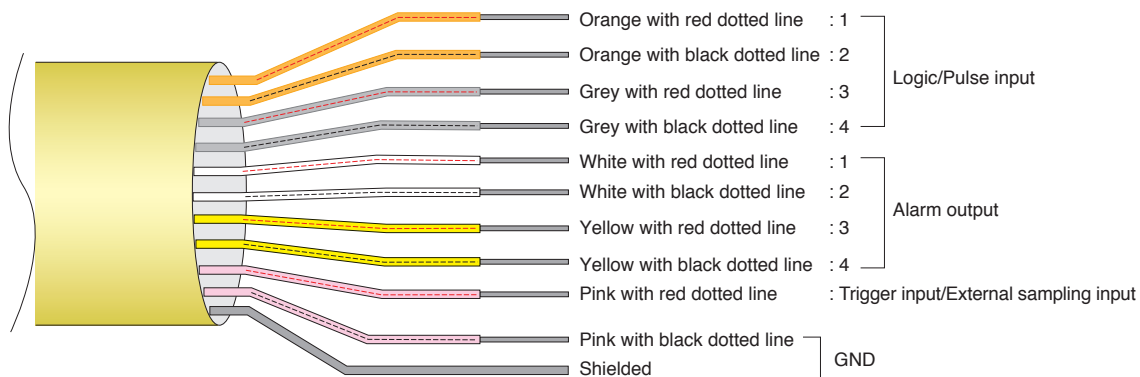 Orange with red dotted line : 1
Orange with black dotted line : 2
Logic/Pulse input
Grey with red dotted line : 3
Grey with black dotted line : 4
White with red dotted line : 1
White with black dotted line : 2
Alarm output
Yellow with red dotted line : 3
Yellow with black dotted line : 4
Pink with red dotted line : Trigger input/External sampling input
Pink with black dotted line
GND
Shielded